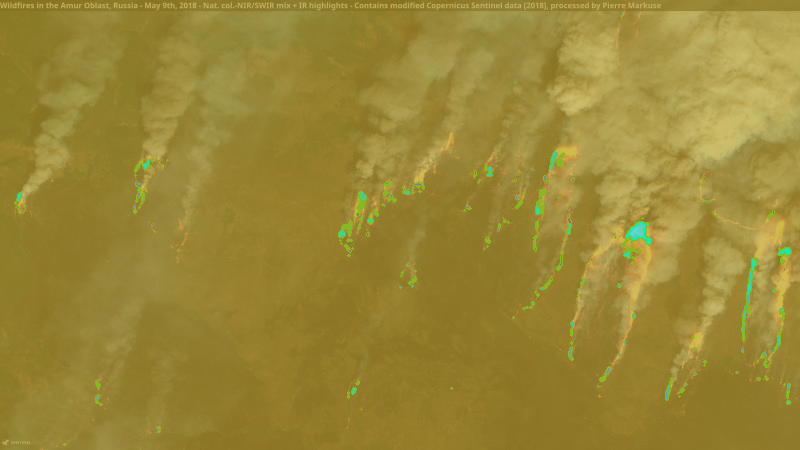 Wildfires in the Amur Oblast, Russia - May 9th, 2018 - Nat. col.-NIR/SWIR mix + IR highlights - Contains modified Copernicus Sentinel data [2018], processed by Pierre Markuse